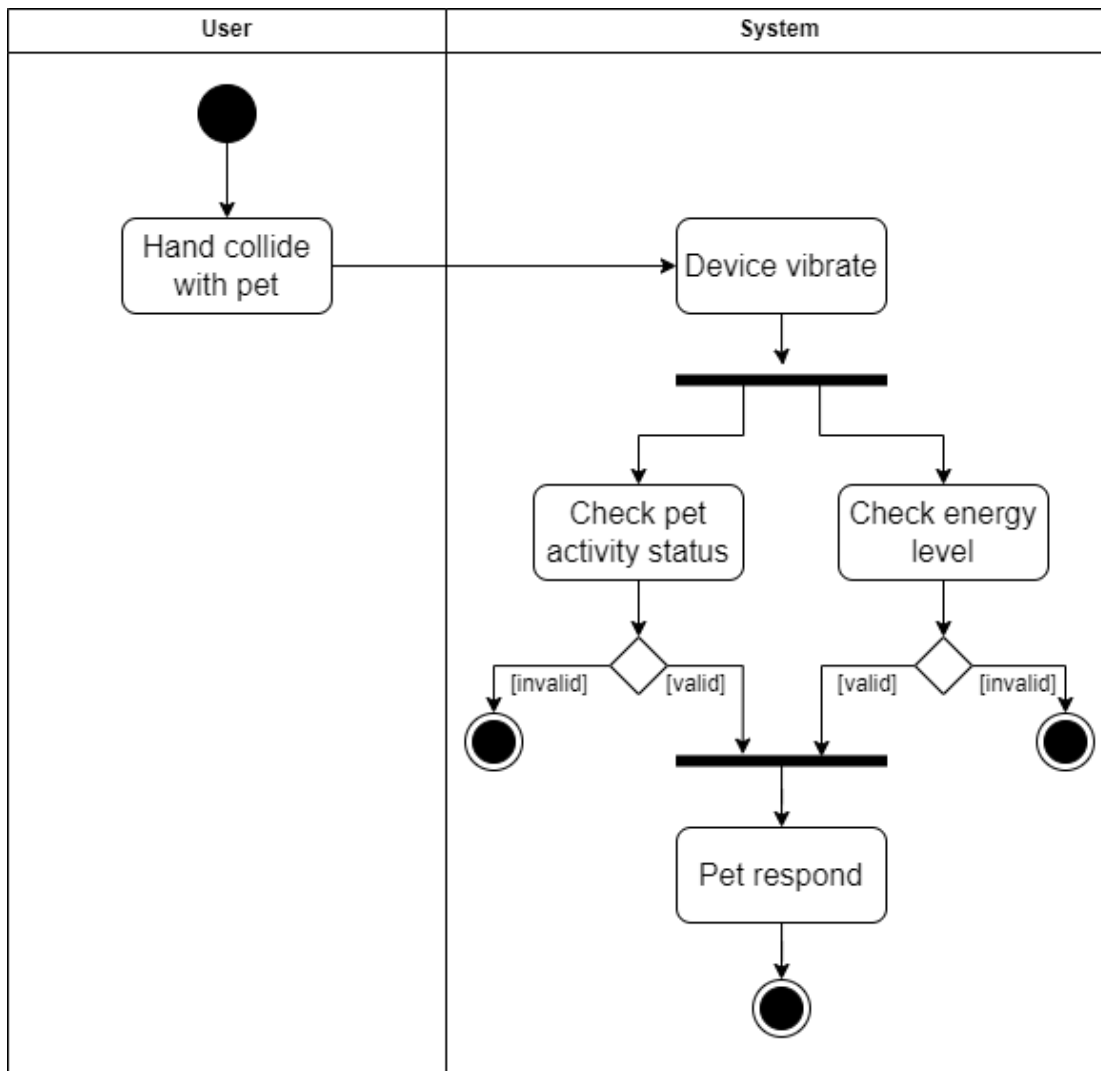 User
System
Hand collide
with pet
Device vibrate
Check pet
activity status
Check energy
level
[invalid]
[valid]
[valid]
[invalid]
Pet respond